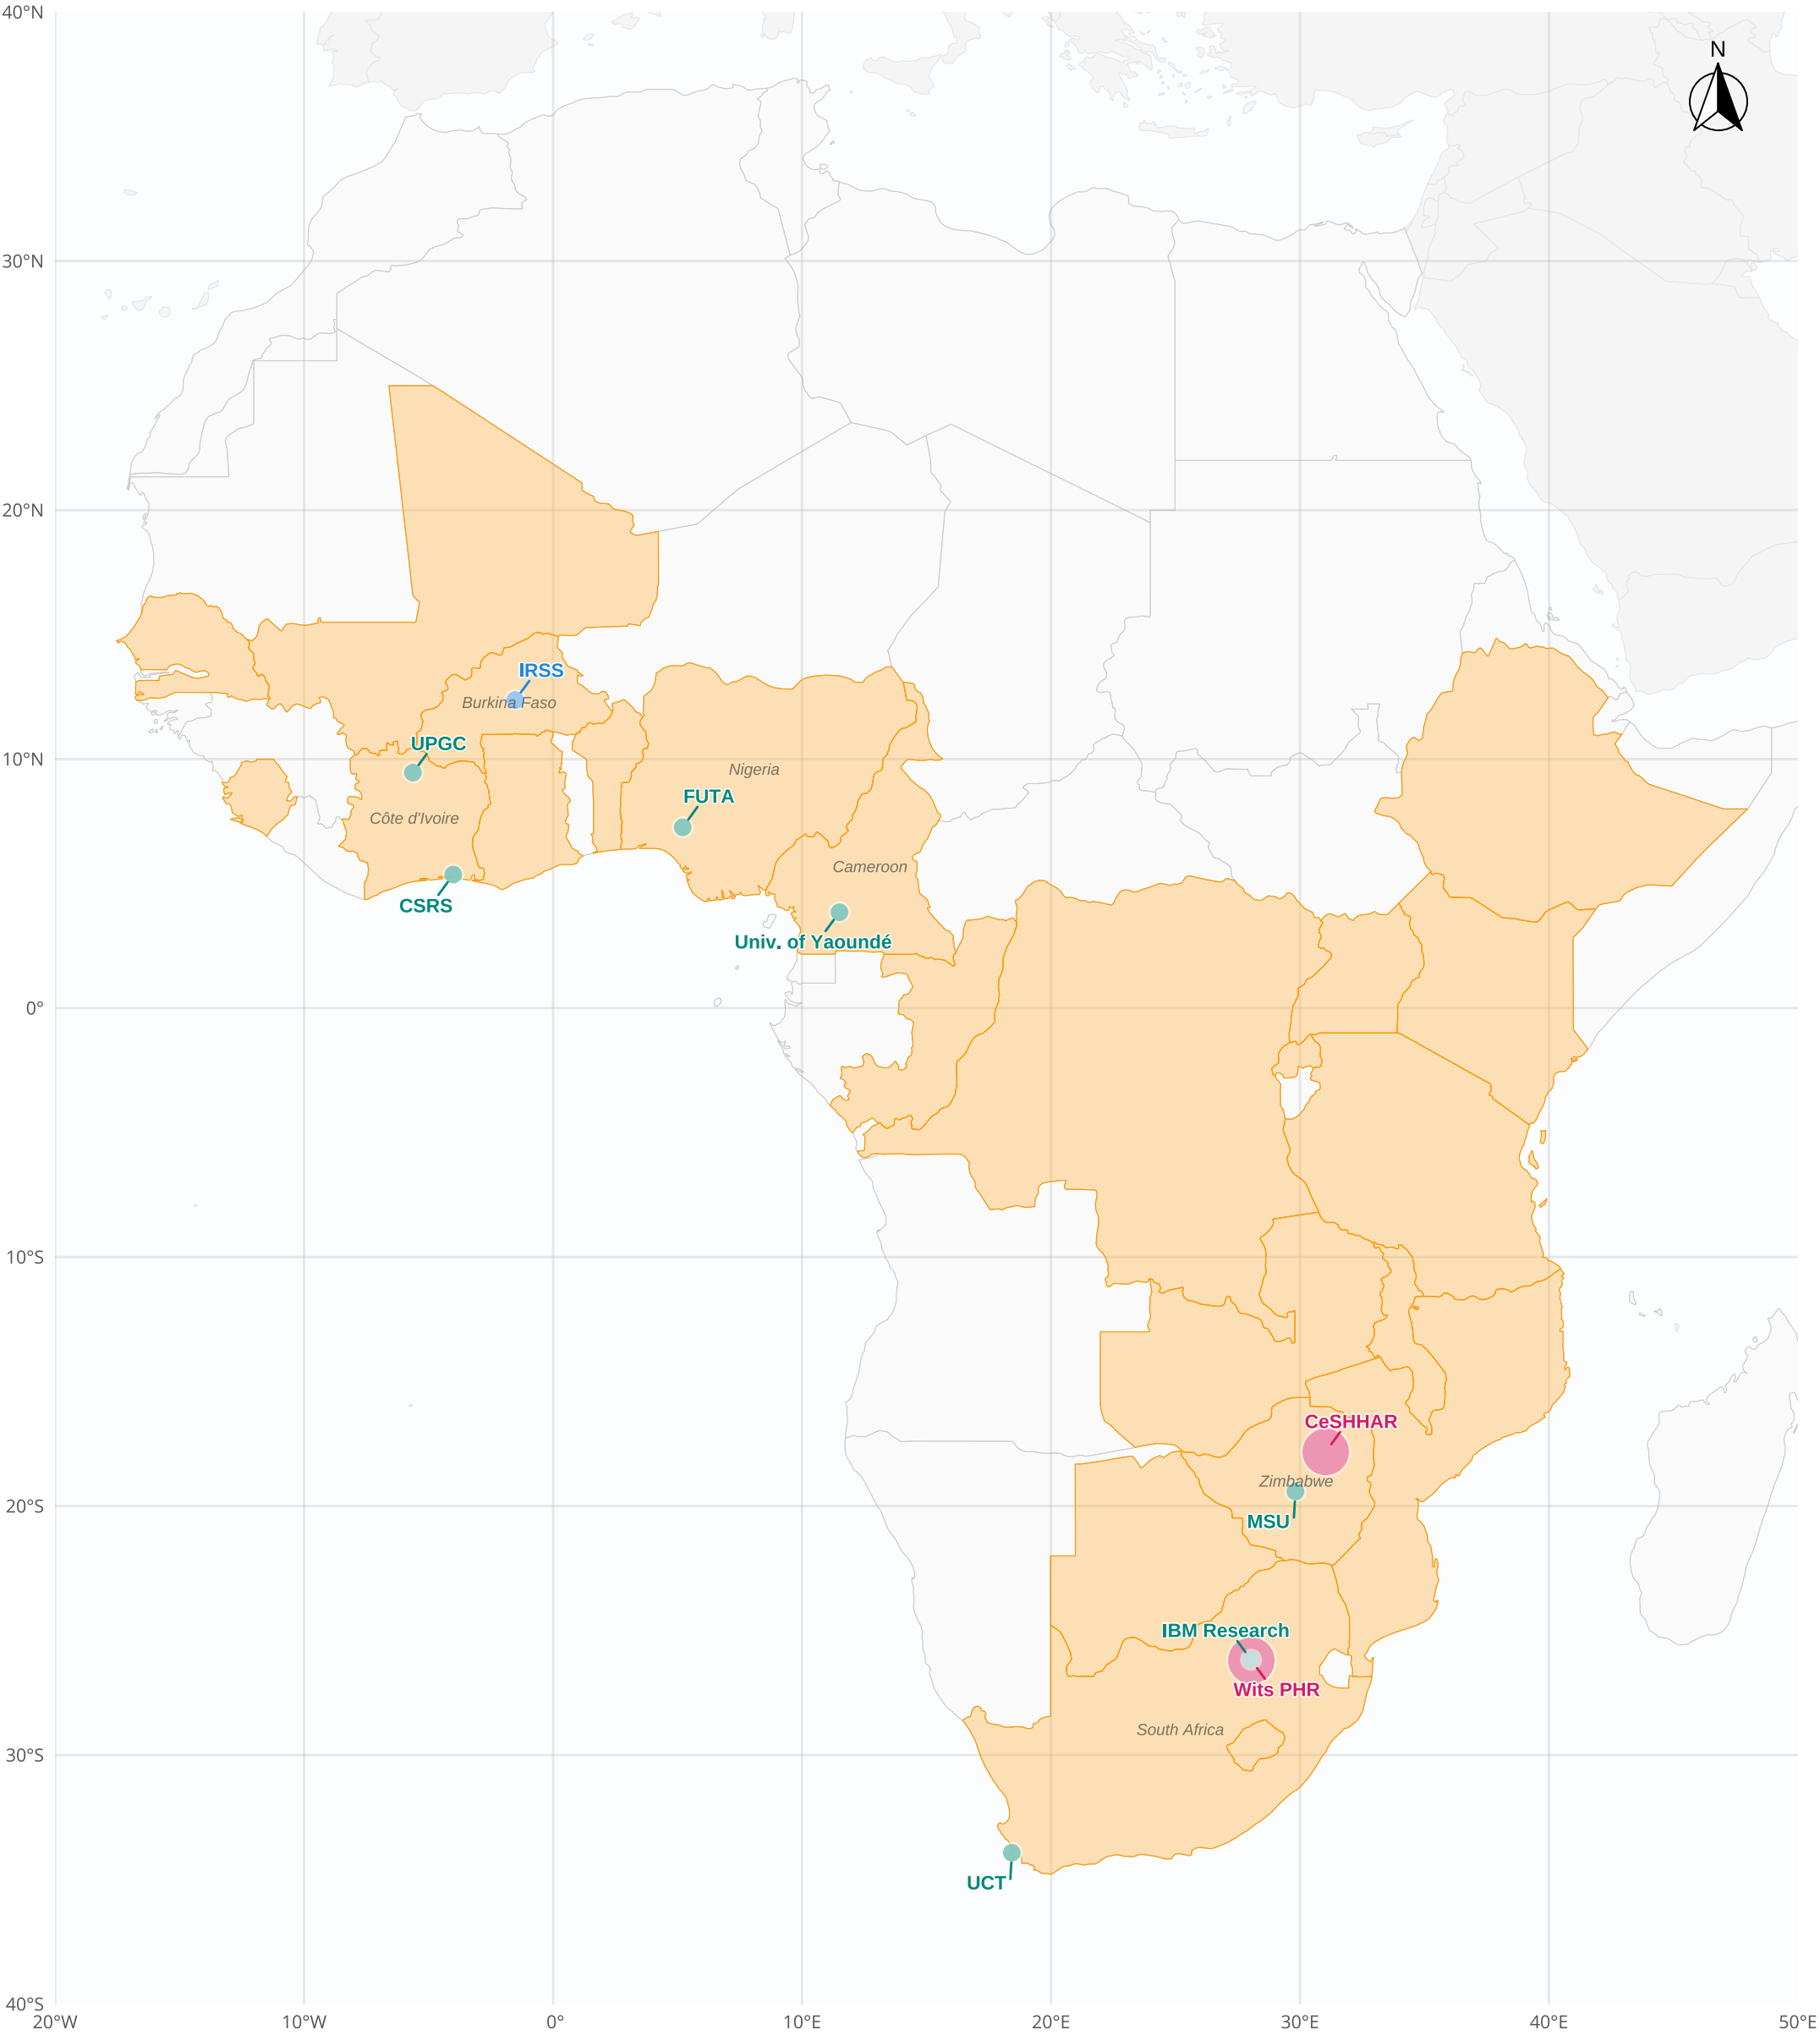 40°N
N
30°N
20°N
IRSS
Burkina Faso
UPGC
10°N
Nigeria
FUTA
Côte d'Ivoire
Cameroon
CSRS
Univ. of Yaoundé
0°
10°S
CeSHHAR
Zimbabwe
20°S
MSU
IBM Research
Wits PHR
South Africa
30°S
UCT
40°S
20°W 10°W 0° 10°E 20°E 30°E 40°E 50°E